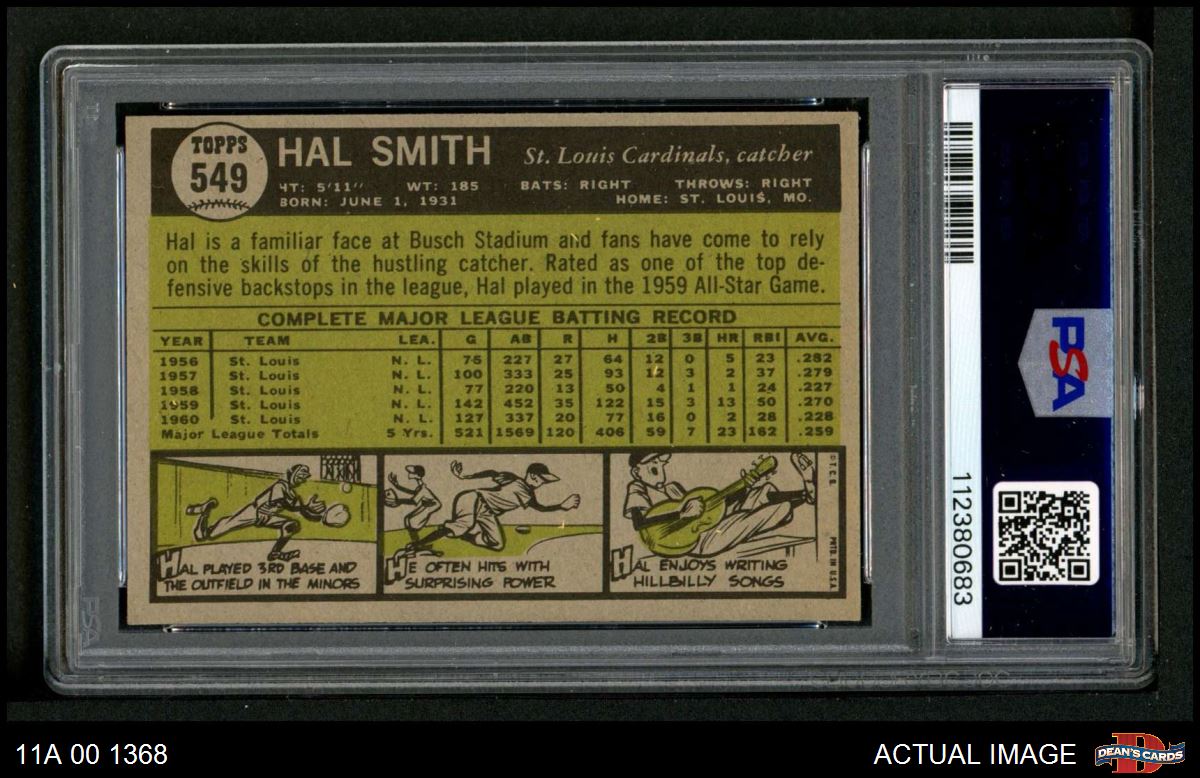 TOPPS
549
HAL SMITH St. Louis Cardinals, catcher
HT: 5'11" WT: 185 BATS: RIGHT THROWS: RIGHT
BORN: JUNE 1, 1931 HOME: ST. LOUIS, MO.
Hal is a familiar face at Busch Stadium and fans have come to rely
on the skills of the hustling catcher. Rated as one of the top de-
fensive backstops in the league, Hal played in the 1959 All-Star Game.
COMPLETE MAJOR LEAGUE BATTING RECORD
YEAR TEAM LEA. G AB R H 2B 3B HR RBI AVG.
1956 St. Louis N. L. 75 227 27 64 12 0 5 23 .282
1957 St. Louis N. L. 100 333 25 93 12 3 2 37 .279
1958 St. Louis N. L. 77 220 13 50 4 1 1 24 .227
1959 St. Louis N. L. 142 452 35 122 15 3 13 50 .270
1960 St. Louis N. L. 127 337 20 77 16 0 2 28 .228
Major League Totals 5 Yrs. 521 1569 120 406 59 7 23 162 .259
HAL PLAYED 3RD BASE AND
THE OUTFIELD IN THE MINORS
HE OFTEN HITS WITH
SURPRISING POWER
HAL ENJOYS WRITING
HILLBILLY SONGS
©T.C.G.
PRTD. IN U.S.A.
PSA
112380683
PSA
11A 00 1368
ACTUAL IMAGE
DEAN'S CARDS